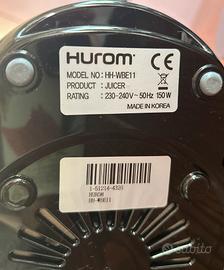 HUROM
CE
MODEL NO : HH-WBE11
PRODUCT : JUICER
RATING : 230-240V~ 50Hz 150W
MADE IN KOREA
HUROM
HH-WBE11
subito